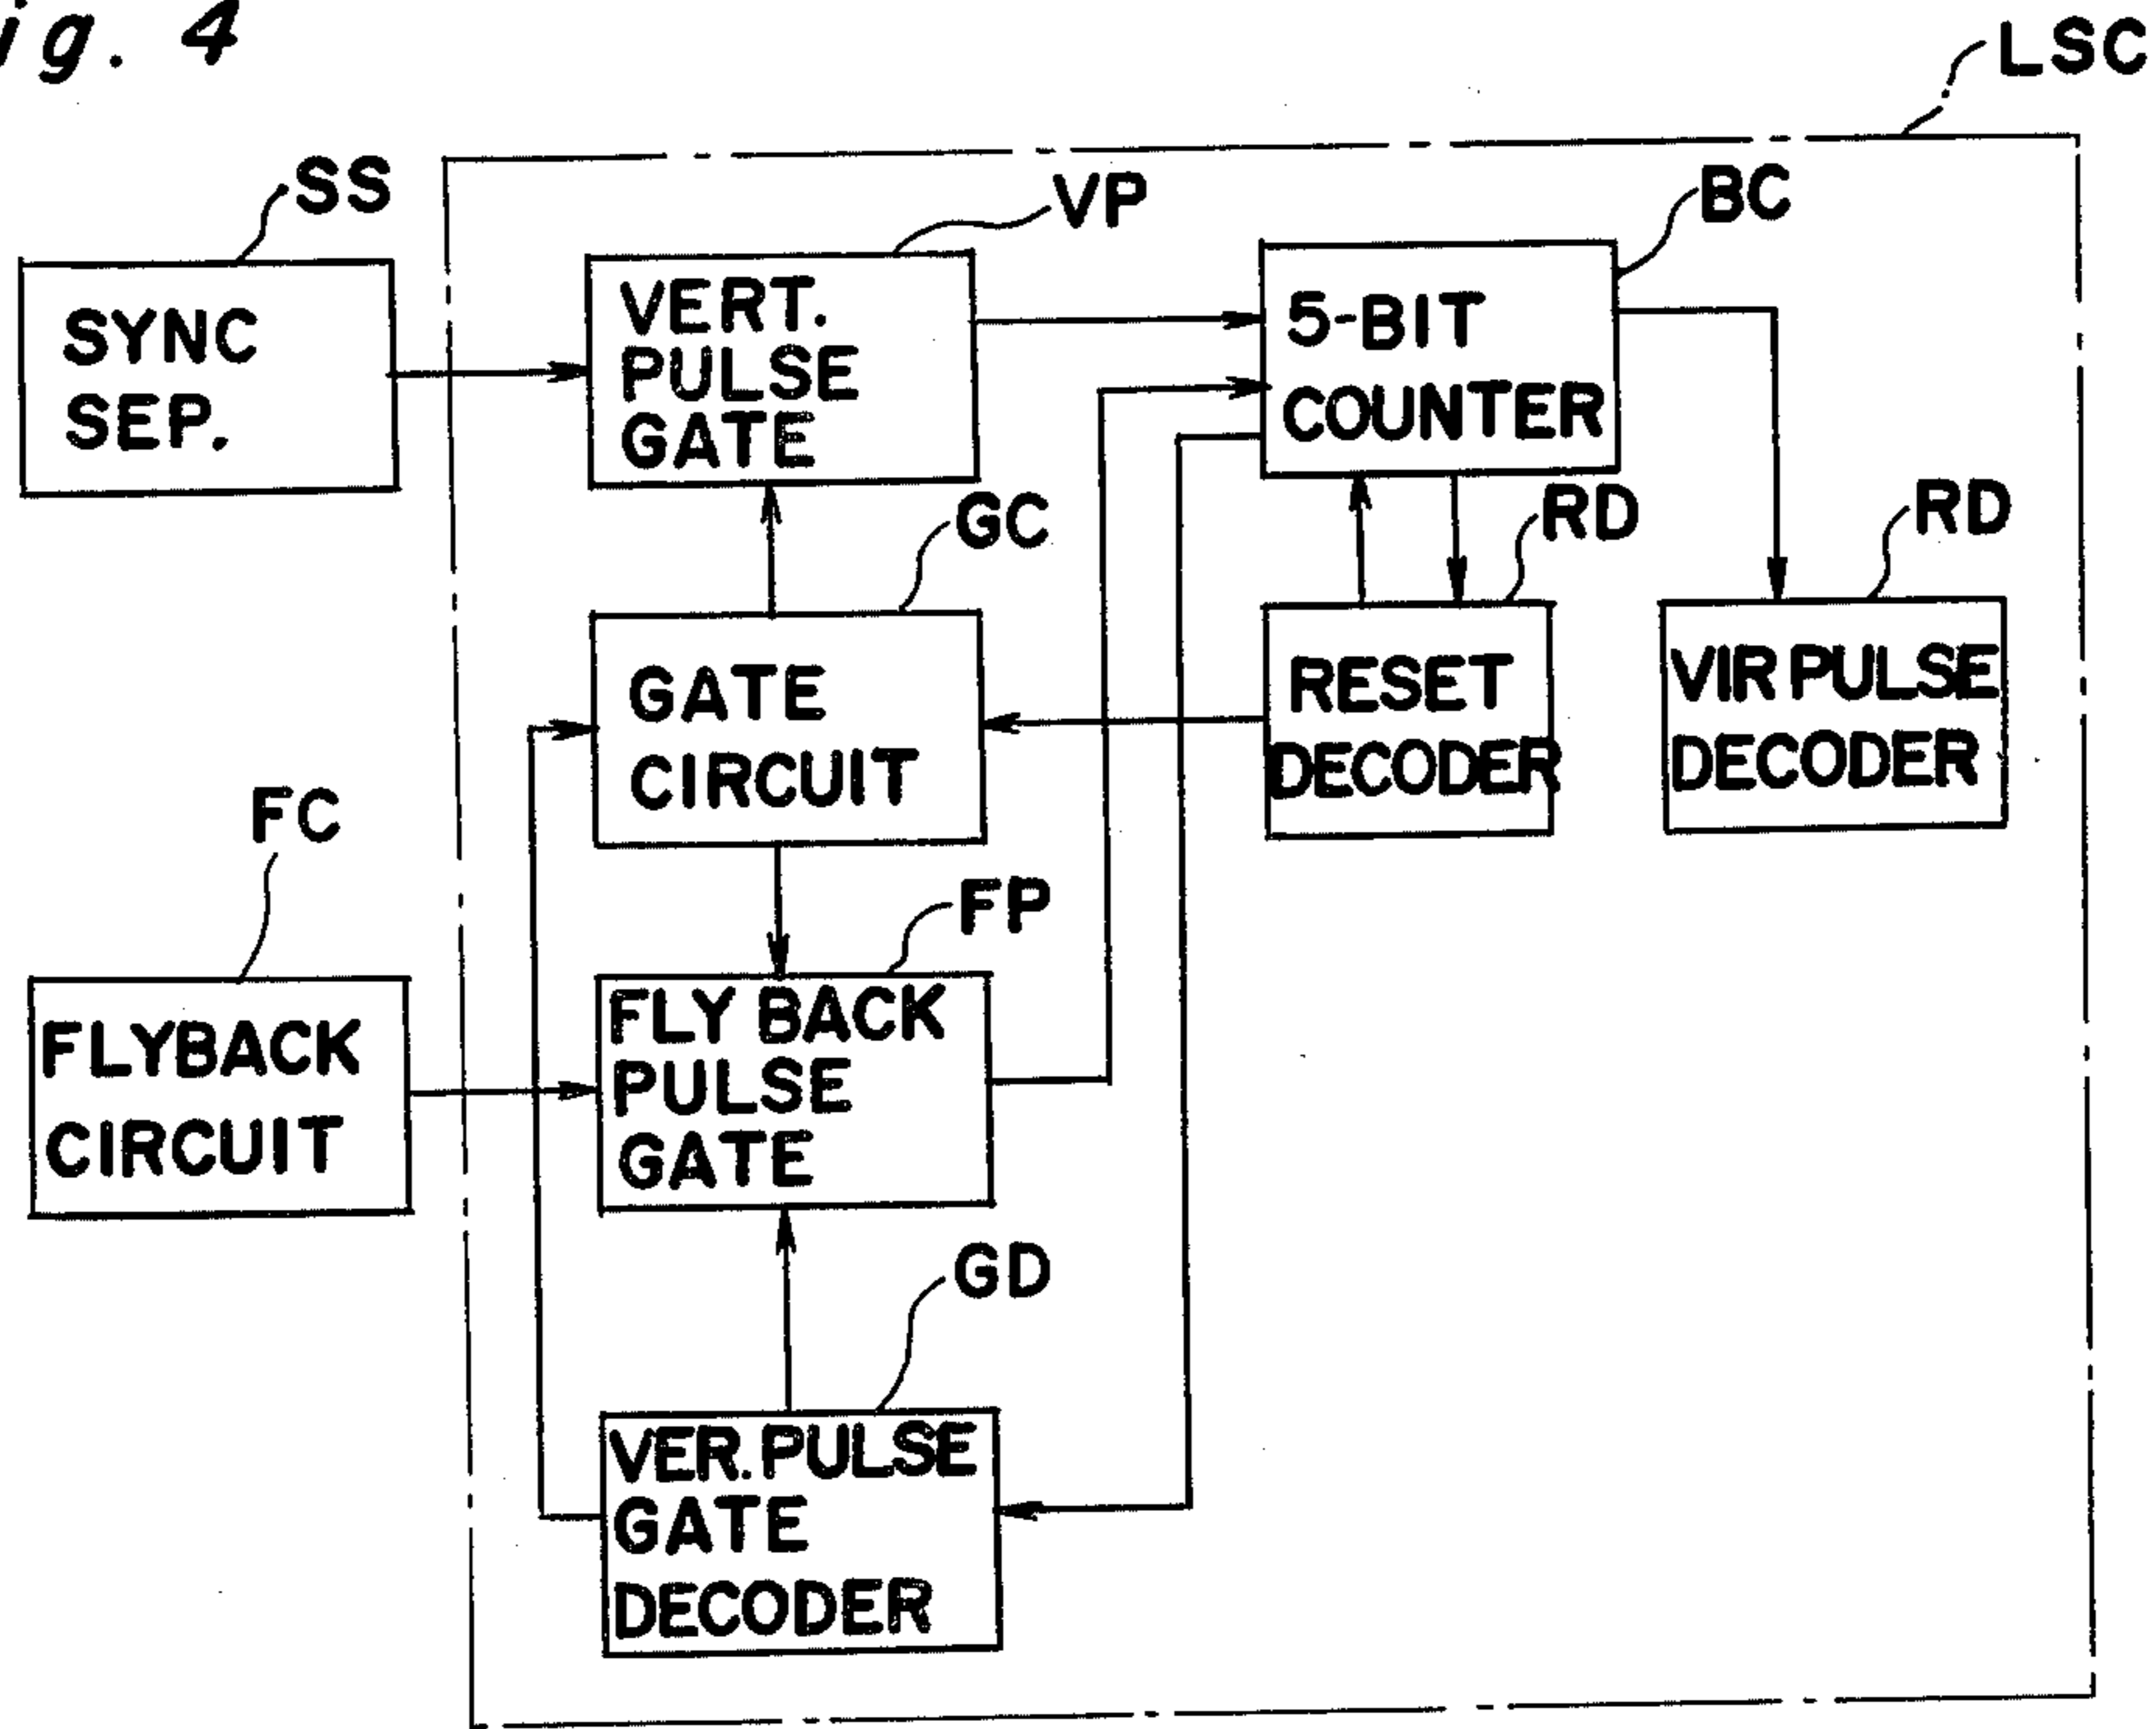 ig. 4
LSC
SS
VP
BC
SYNC
SEP.
VERT.
PULSE
GATE
5-BIT
COUNTER
GC
RD
RD
GATE
CIRCUIT
RESET
DECODER
VIR PULSE
DECODER
FC
FP
FLYBACK
CIRCUIT
FLY BACK
PULSE
GATE
GD
VER. PULSE
GATE
DECODER